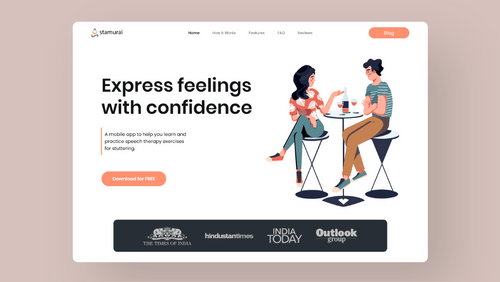 stamurai
Home How It Works Features FAQ Reviews Blog
Express feelings
with confidence
A mobile app to help you learn and
practice speech therapy exercises
for stuttering.
Download for FREE
THE TIMES OF INDIA
hindustantimes
INDIA
TODAY
Outlook
group